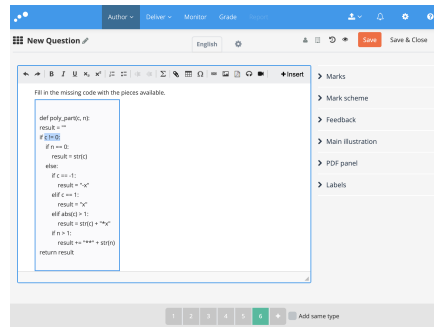 Author Deliver Monitor Grade
New Question
English
Save Save & Close
B I U X₂ X² Σ Ω + Insert
Fill in the missing code with the pieces available.
def poly_part(c, n):
result = ""
if c != 0:
if n == 0:
result = str(c)
else:
if c == -1:
result = "-x"
elif c == 1:
result = "x"
elif abs(c) > 1:
result = str(c) + "*x"
if n > 1:
result += "**" + str(n)
return result
Marks
Mark scheme
Feedback
Main illustration
PDF panel
Labels
1 2 3 4 5 6 + Add same type